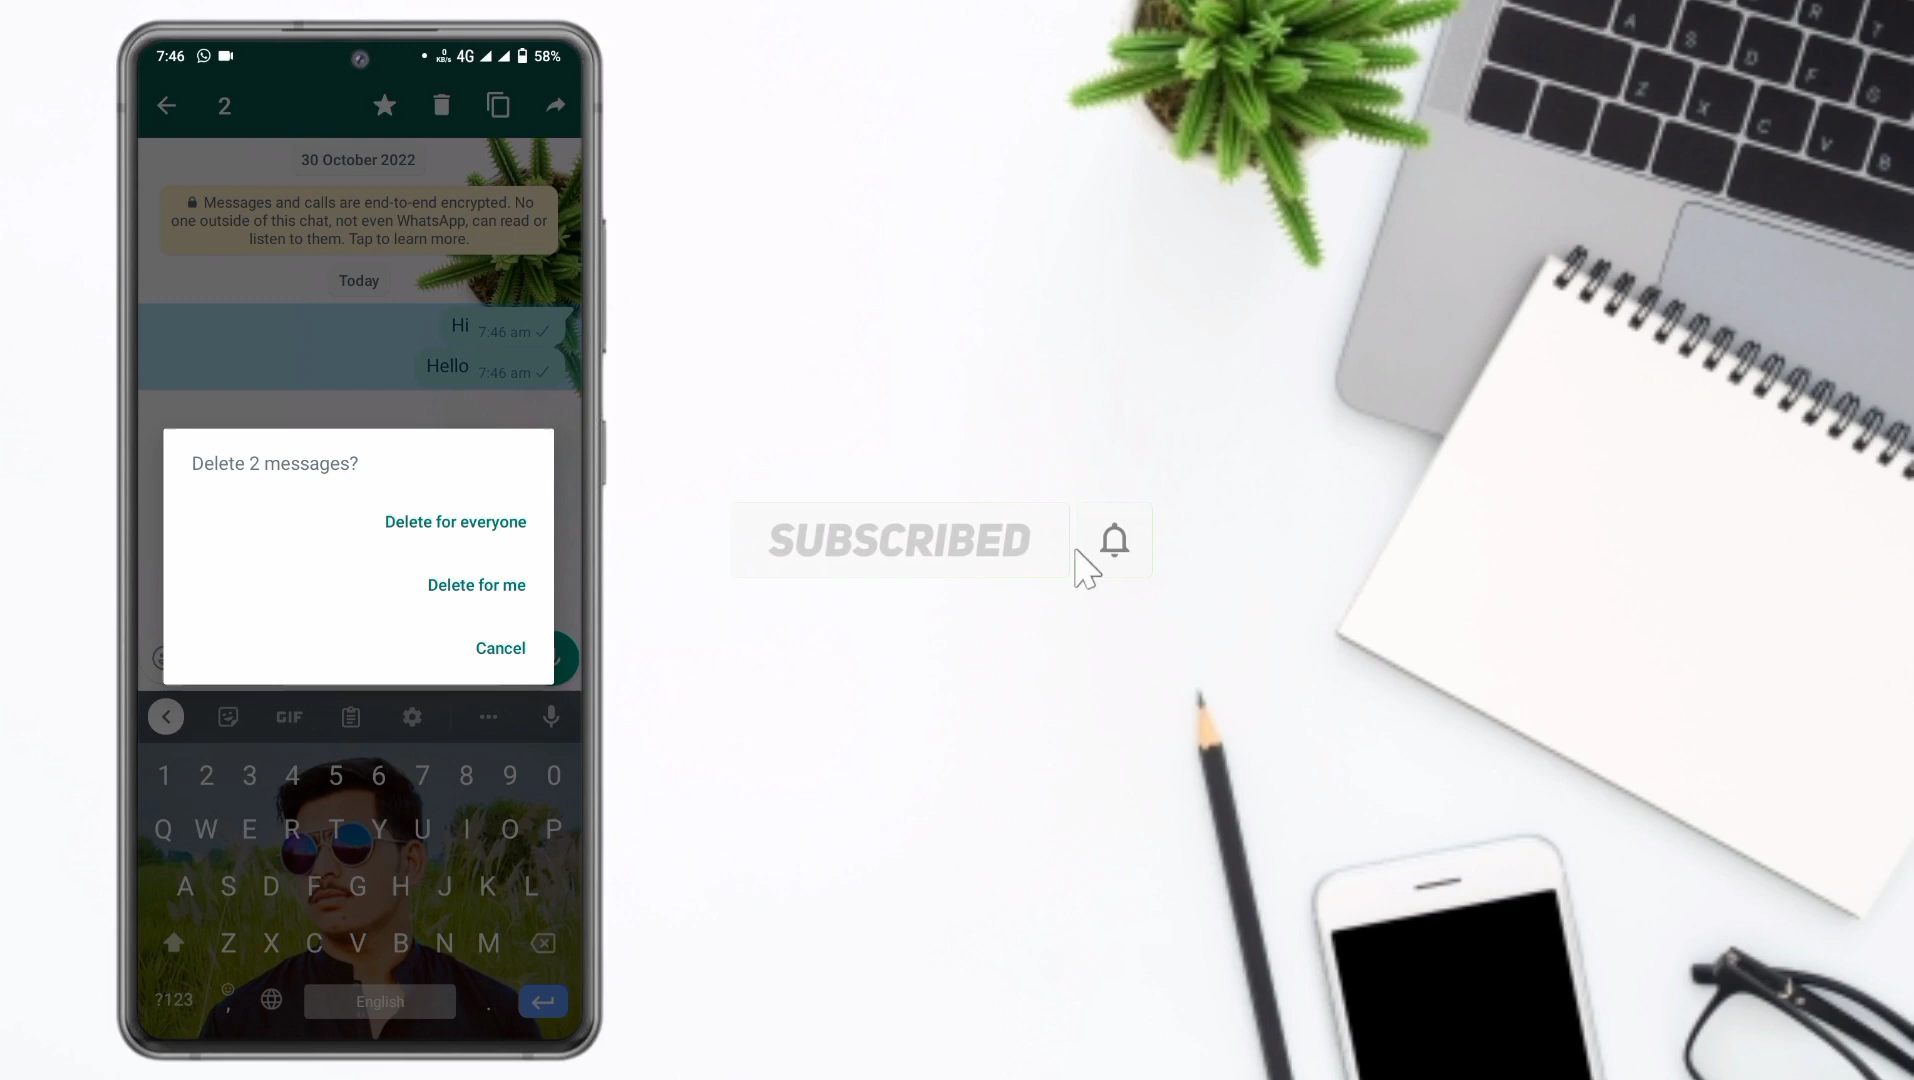 7:46 0 KB/s 4G 58%
2
30 October 2022
Messages and calls are end-to-end encrypted. No
one outside of this chat, not even WhatsApp, can read or
listen to them. Tap to learn more.
Today
Hi 7:46 am
Hello 7:46 am
Delete 2 messages?
Delete for everyone
Delete for me
Cancel
GIF
1 2 3 4 5 6 7 8 9 0
Q W E R T Y U I O P
A S D F G H J K L
Z X C V B N M
?123 , English .
SUBSCRIBED
A S D F G
R T
Z X C V B